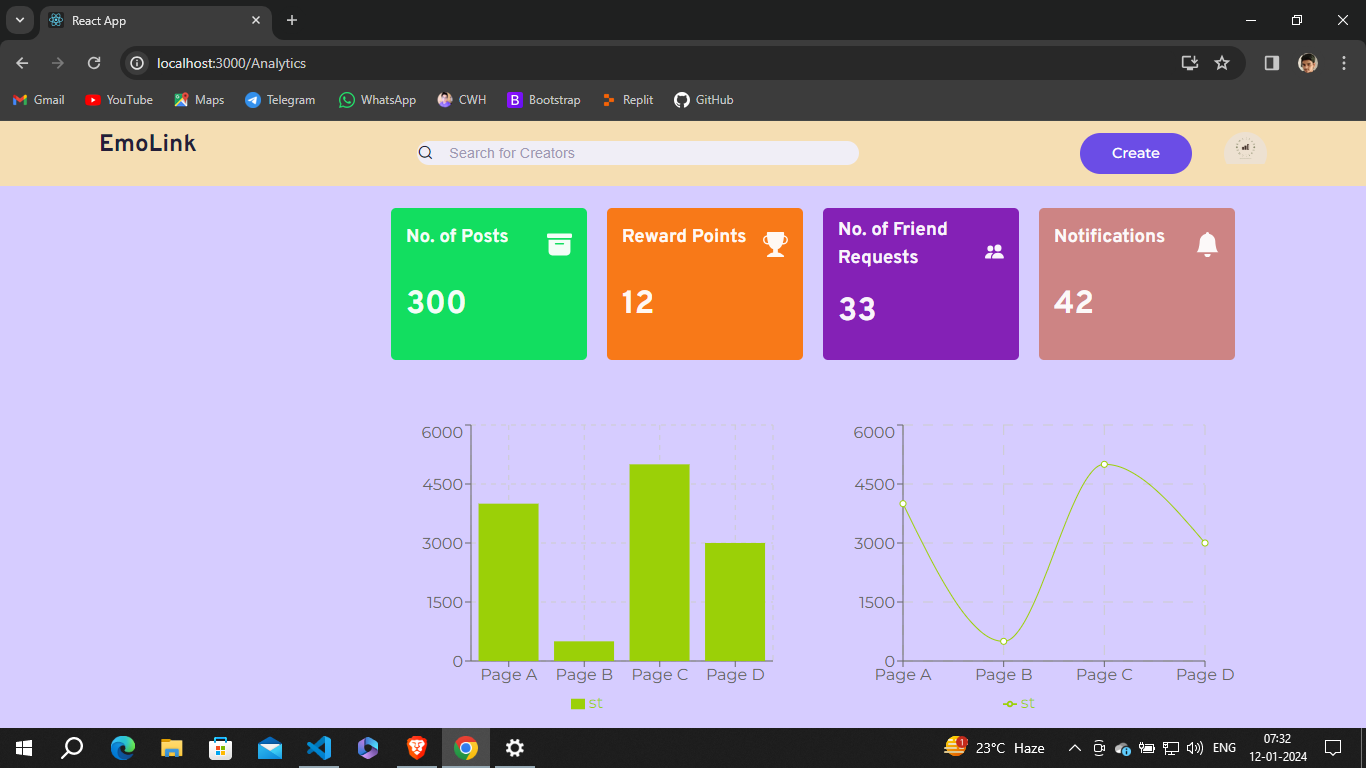 React App
localhost:3000/Analytics
Gmail
YouTube
Maps
Telegram
WhatsApp
CWH
Bootstrap
Replit
GitHub
EmoLink
Search for Creators
Create
No. of Posts
300
Reward Points
12
No. of Friend
Requests
33
Notifications
42
6000
4500
3000
1500
0
Page A
Page B
Page C
Page D
st
6000
4500
3000
1500
0
Page A
Page B
Page C
Page D
st
1
23°C Haze
ENG
07:32
12-01-2024